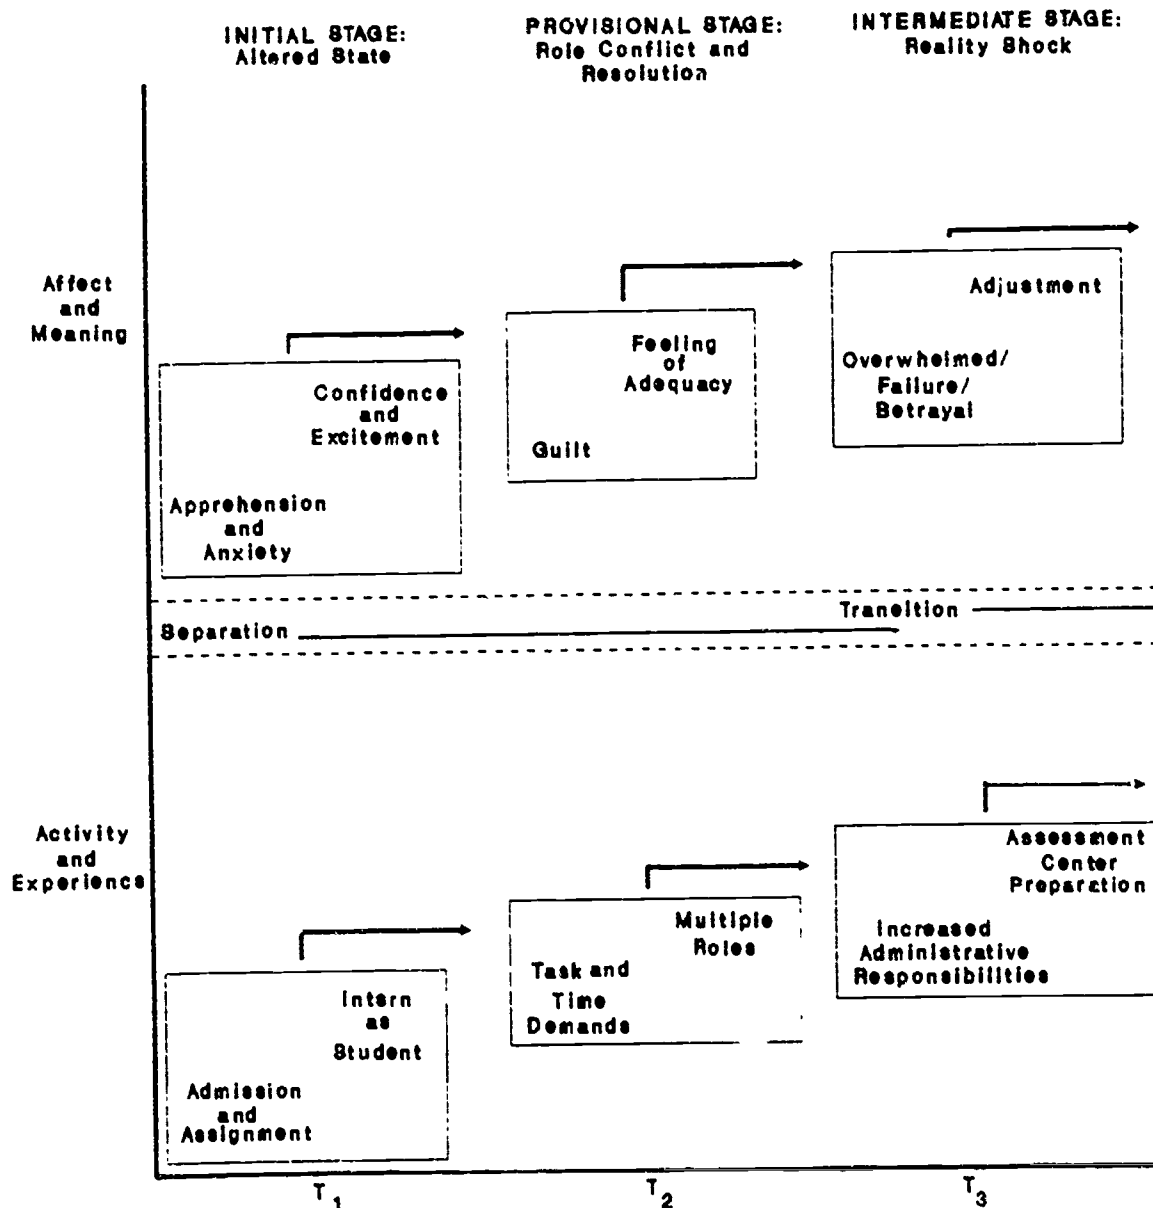 INITIAL STAGE:
Altered State
PROVISIONAL STAGE:
Role Conflict and
Resolution
INTERMEDIATE STAGE:
Reality Shock
Affect
and
Meaning
Confidence
and
Excitement
Apprehension
and
Anxiety
Feeling
of
Adequacy
Guilt
Adjustment
Overwhelmed/
Failure/
Betrayal
Separation
Traneition
Activity
and
Experience
Intern
as
Student
Admission
and
Assignment
Multiple
Roles
Task and
Time
Demands
Assessment
Center
Preparation
Increased
Administrative
Responsibilities
T1
T2
T3